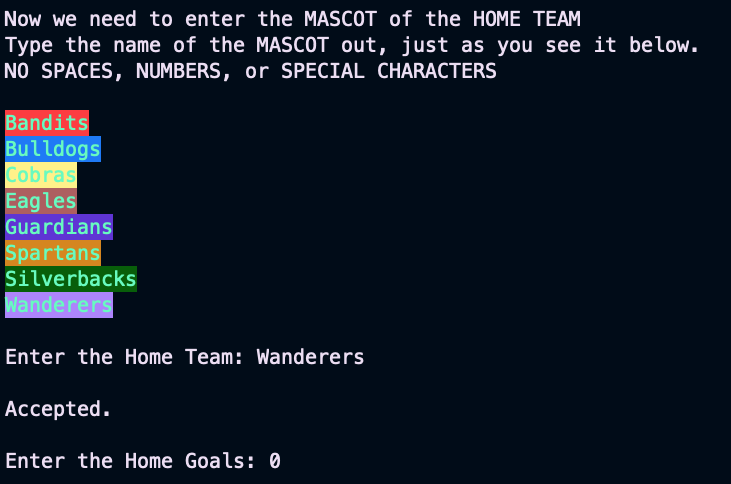 Now we need to enter the MASCOT of the HOME TEAM
Type the name of the MASCOT out, just as you see it below.
NO SPACES, NUMBERS, or SPECIAL CHARACTERS
Bandits
Bulldogs
Cobras
Eagles
Guardians
Spartans
Silverbacks
Wanderers
Enter the Home Team: Wanderers
Accepted.
Enter the Home Goals: 0